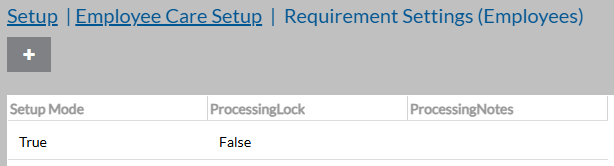 Setup | Employee Care Setup | Requirement Settings (Employees)
+
Setup Mode ProcessingLock ProcessingNotes
True False